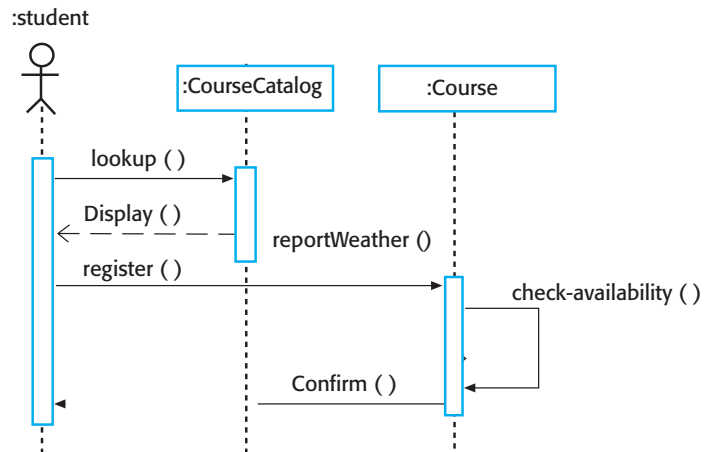 :student
:CourseCatalog
:Course
lookup ( )
Display ( )
reportWeather ()
register ( )
check-availability ( )
Confirm ( )